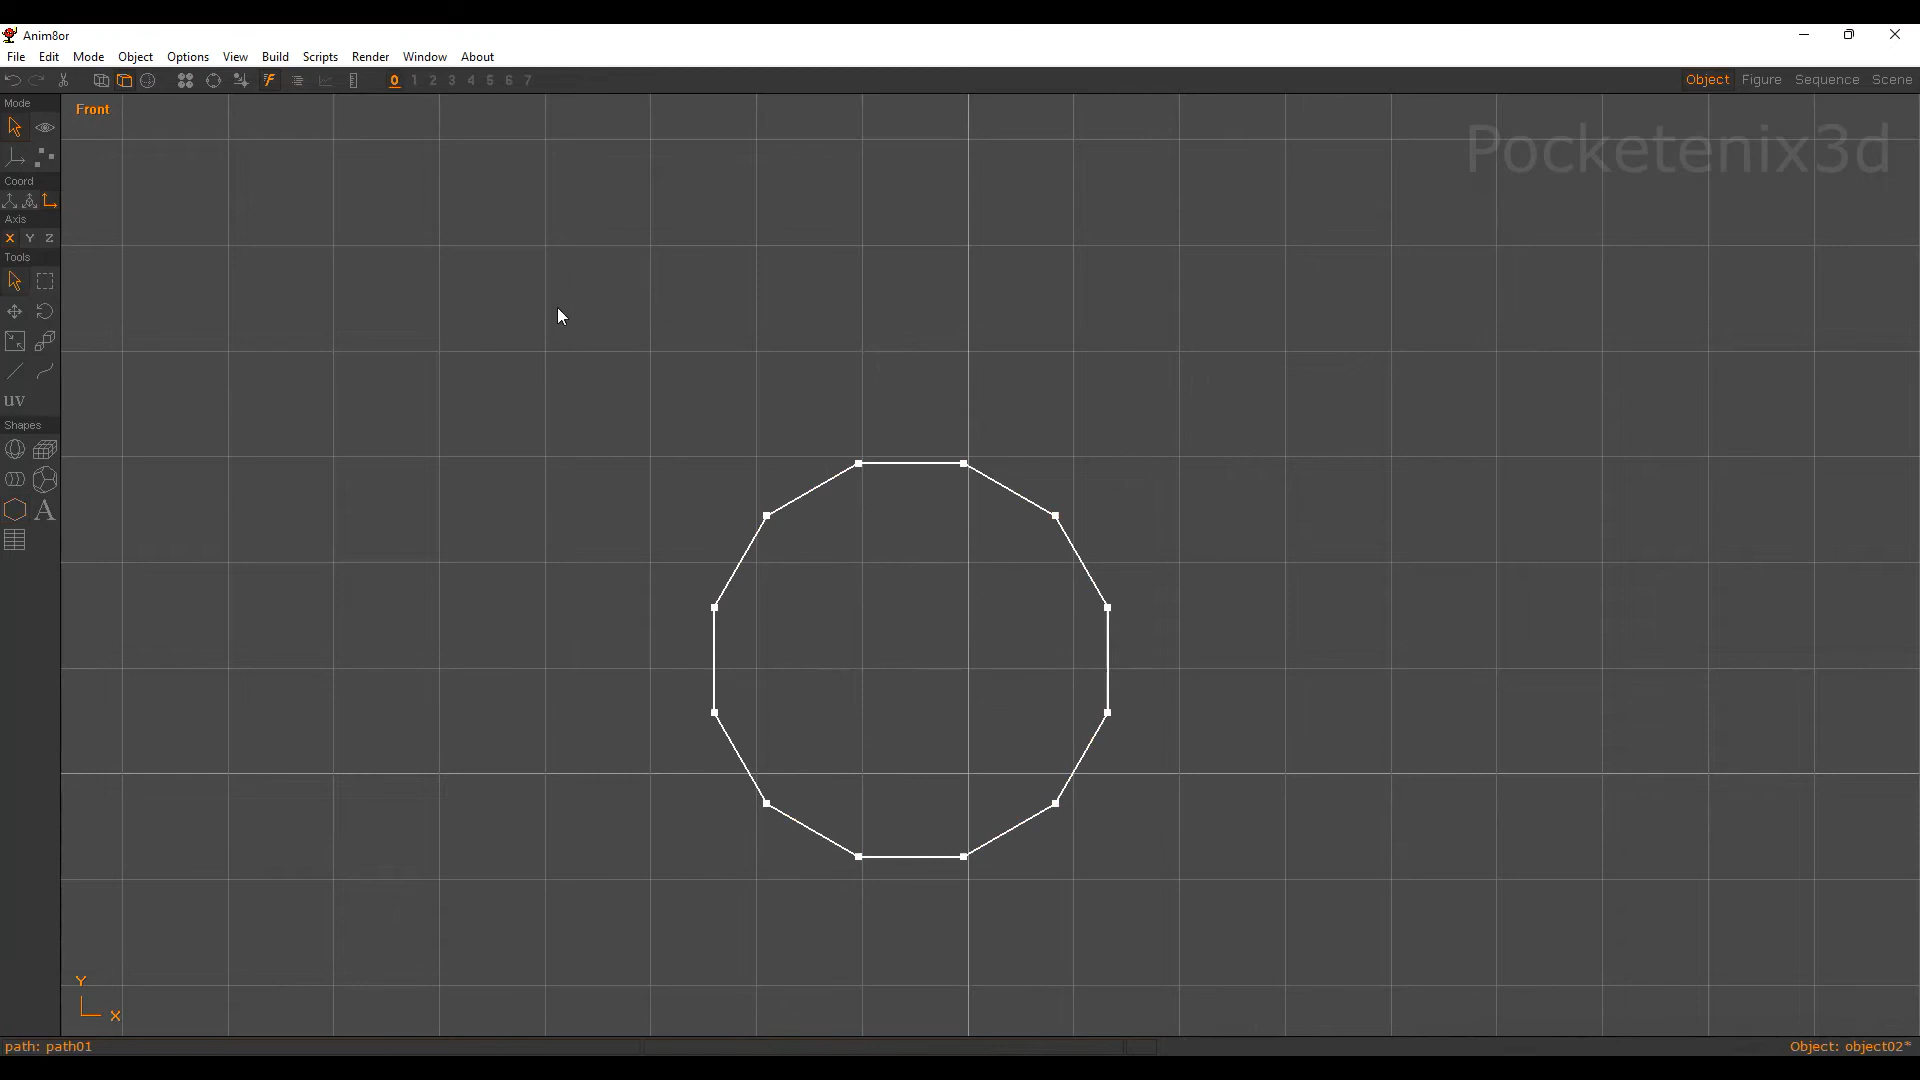 Anim8or
File Edit Mode Object Options View Build Scripts Render Window About
0 1 2 3 4 5 6 7
Object Figure Sequence Scene
Mode
Front
Pocketenix3d
Coord
Axis
X Y Z
Tools
uv
Shapes
A
Y
X
path: path01
Object: object02*